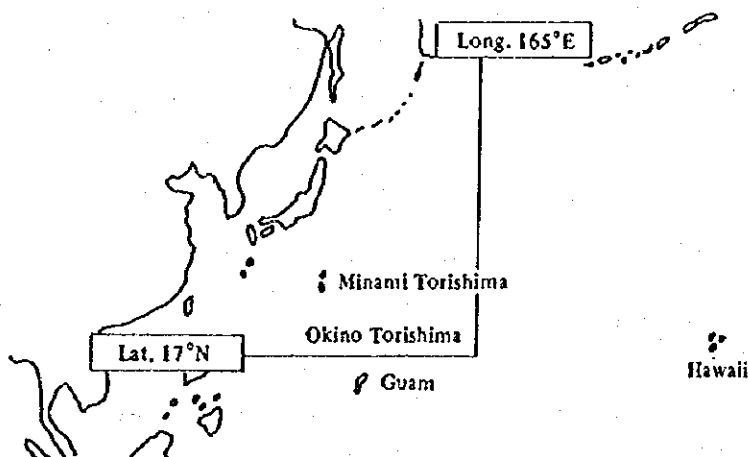 Long. 165°E
Minami Torishima
Okino Torishima
Lat. 17°N
Guam
Hawaii